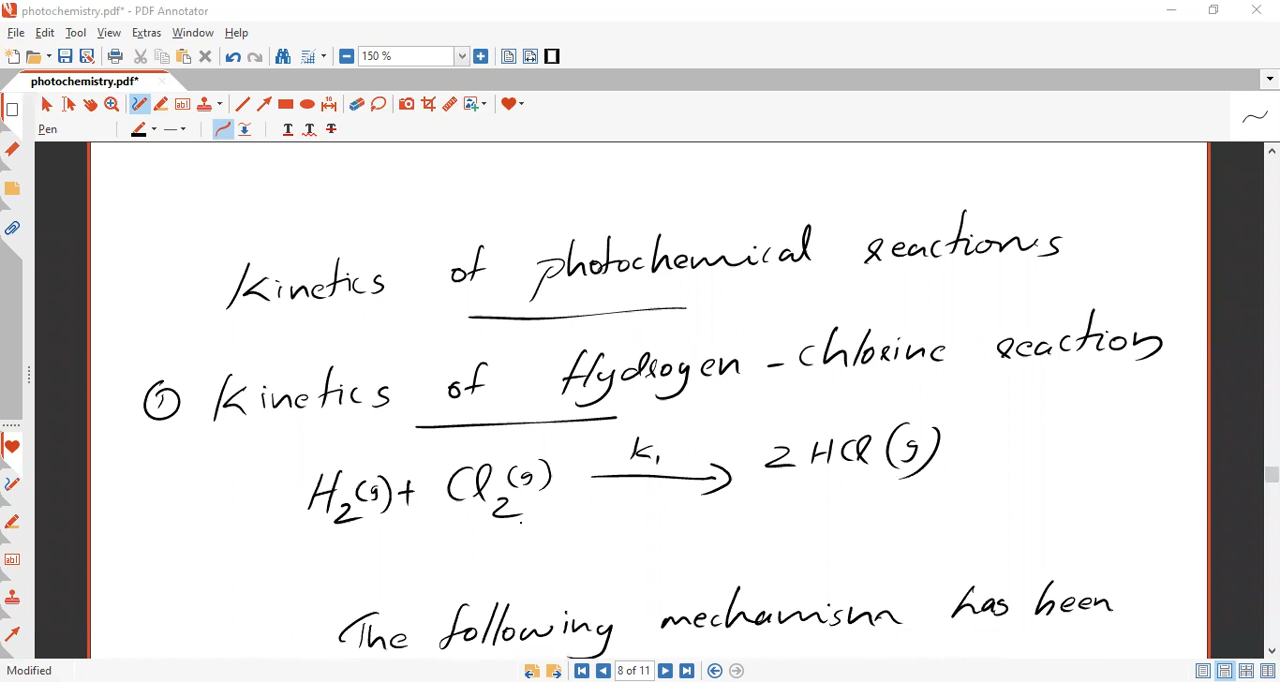 photochemistry.pdf* - PDF Annotator
File Edit Tool View Extras Window Help
150 %
photochemistry.pdf*
Pen
Kinetics of photochemical reactions
① Kinetics of Hydrogen - chlorine reaction
H₂(g) + Cl₂(g) —k₁→ 2 HCl (g)
The following mechanism has been
Modified
8 of 11